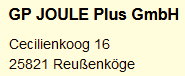 GP JOULE Plus GmbH
Cecilienkoog 16
25821 Reußenköge